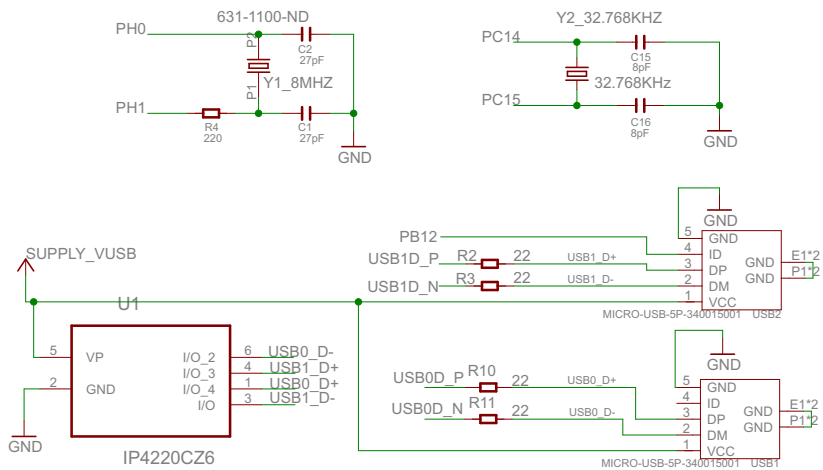 631-1100-ND
PH0
P2
C2
27pF
Y1_8MHZ
P1
PH1
R4
220
C1
27pF
GND
Y2_32.768KHZ
PC14
C15
8pF
32.768KHz
PC15
C16
8pF
GND
SUPPLY_VUSB
U1
5 VP
2 GND
I/O_2 6 USB0_D-
I/O_3 4 USB1_D+
I/O_4 1 USB0_D+
I/O 3 USB1_D-
GND
IP4220CZ6
GND
PB12
USB1D_P R2 22 USB1_D+
USB1D_N R3 22 USB1_D-
5 GND
4 ID
3 DP
2 DM
1 VCC
GND E1*2
GND P1*2
MICRO-USB-5P-340015001 USB2
GND
USB0D_P R10 22 USB0_D+
USB0D_N R11 22 USB0_D-
5 GND
4 ID
3 DP
2 DM
1 VCC
GND E1*2
GND P1*2
MICRO-USB-5P-340015001 USB1